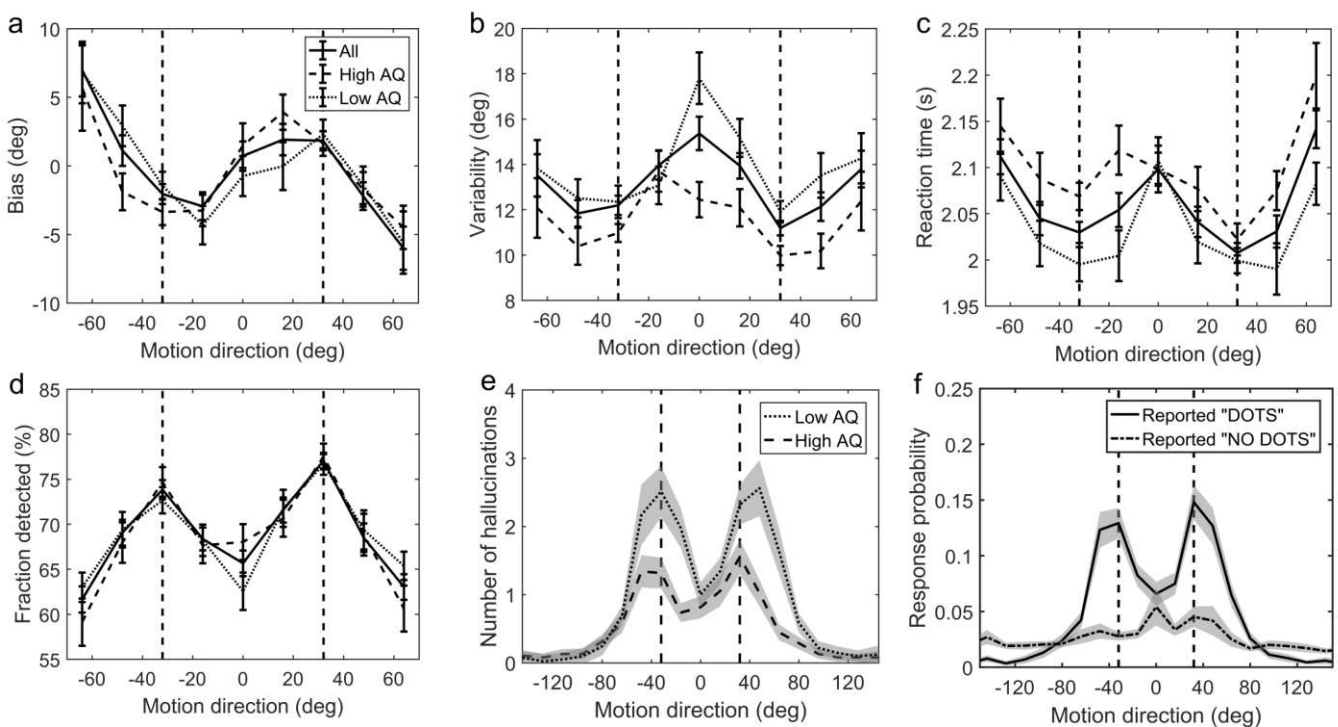 a
10
5
0
-5
-10
Bias (deg)
All
High AQ
Low AQ
-60 -40 -20 0 20 40 60
Motion direction (deg)
b
20
18
16
14
12
10
8
Variability (deg)
-60 -40 -20 0 20 40 60
Motion direction (deg)
c
2.25
2.2
2.15
2.1
2.05
2
1.95
Reaction time (s)
-60 -40 -20 0 20 40 60
Motion direction (deg)
d
85
80
75
70
65
60
55
Fraction detected (%)
-60 -40 -20 0 20 40 60
Motion direction (deg)
e
4
3
2
1
0
Number of hallucinations
Low AQ
High AQ
-120 -80 -40 0 40 80 120
Motion direction (deg)
f
0.25
0.2
0.15
0.1
0.05
0
Response probability
Reported "DOTS"
Reported "NO DOTS"
-120 -80 -40 0 40 80 120
Motion direction (deg)